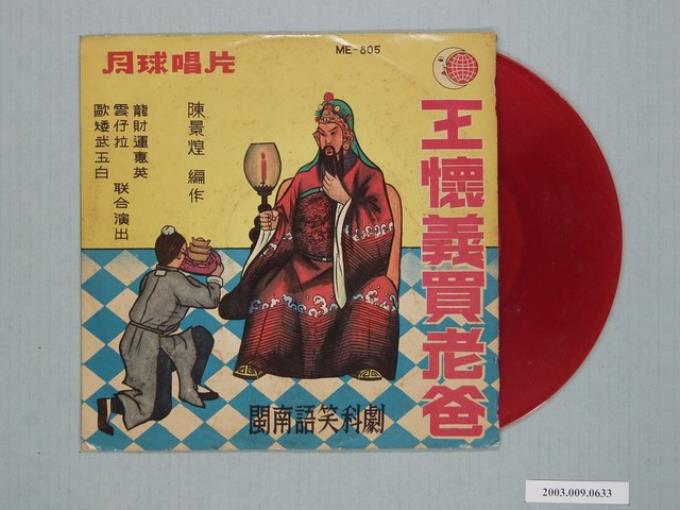 月球唱片
ME-805
王懷義買老爸
陳景煌 編作
龍財運惠英
雲仔拉 联合演出
歐矮武玉白
閩南語笑科劇
2003.009.0633